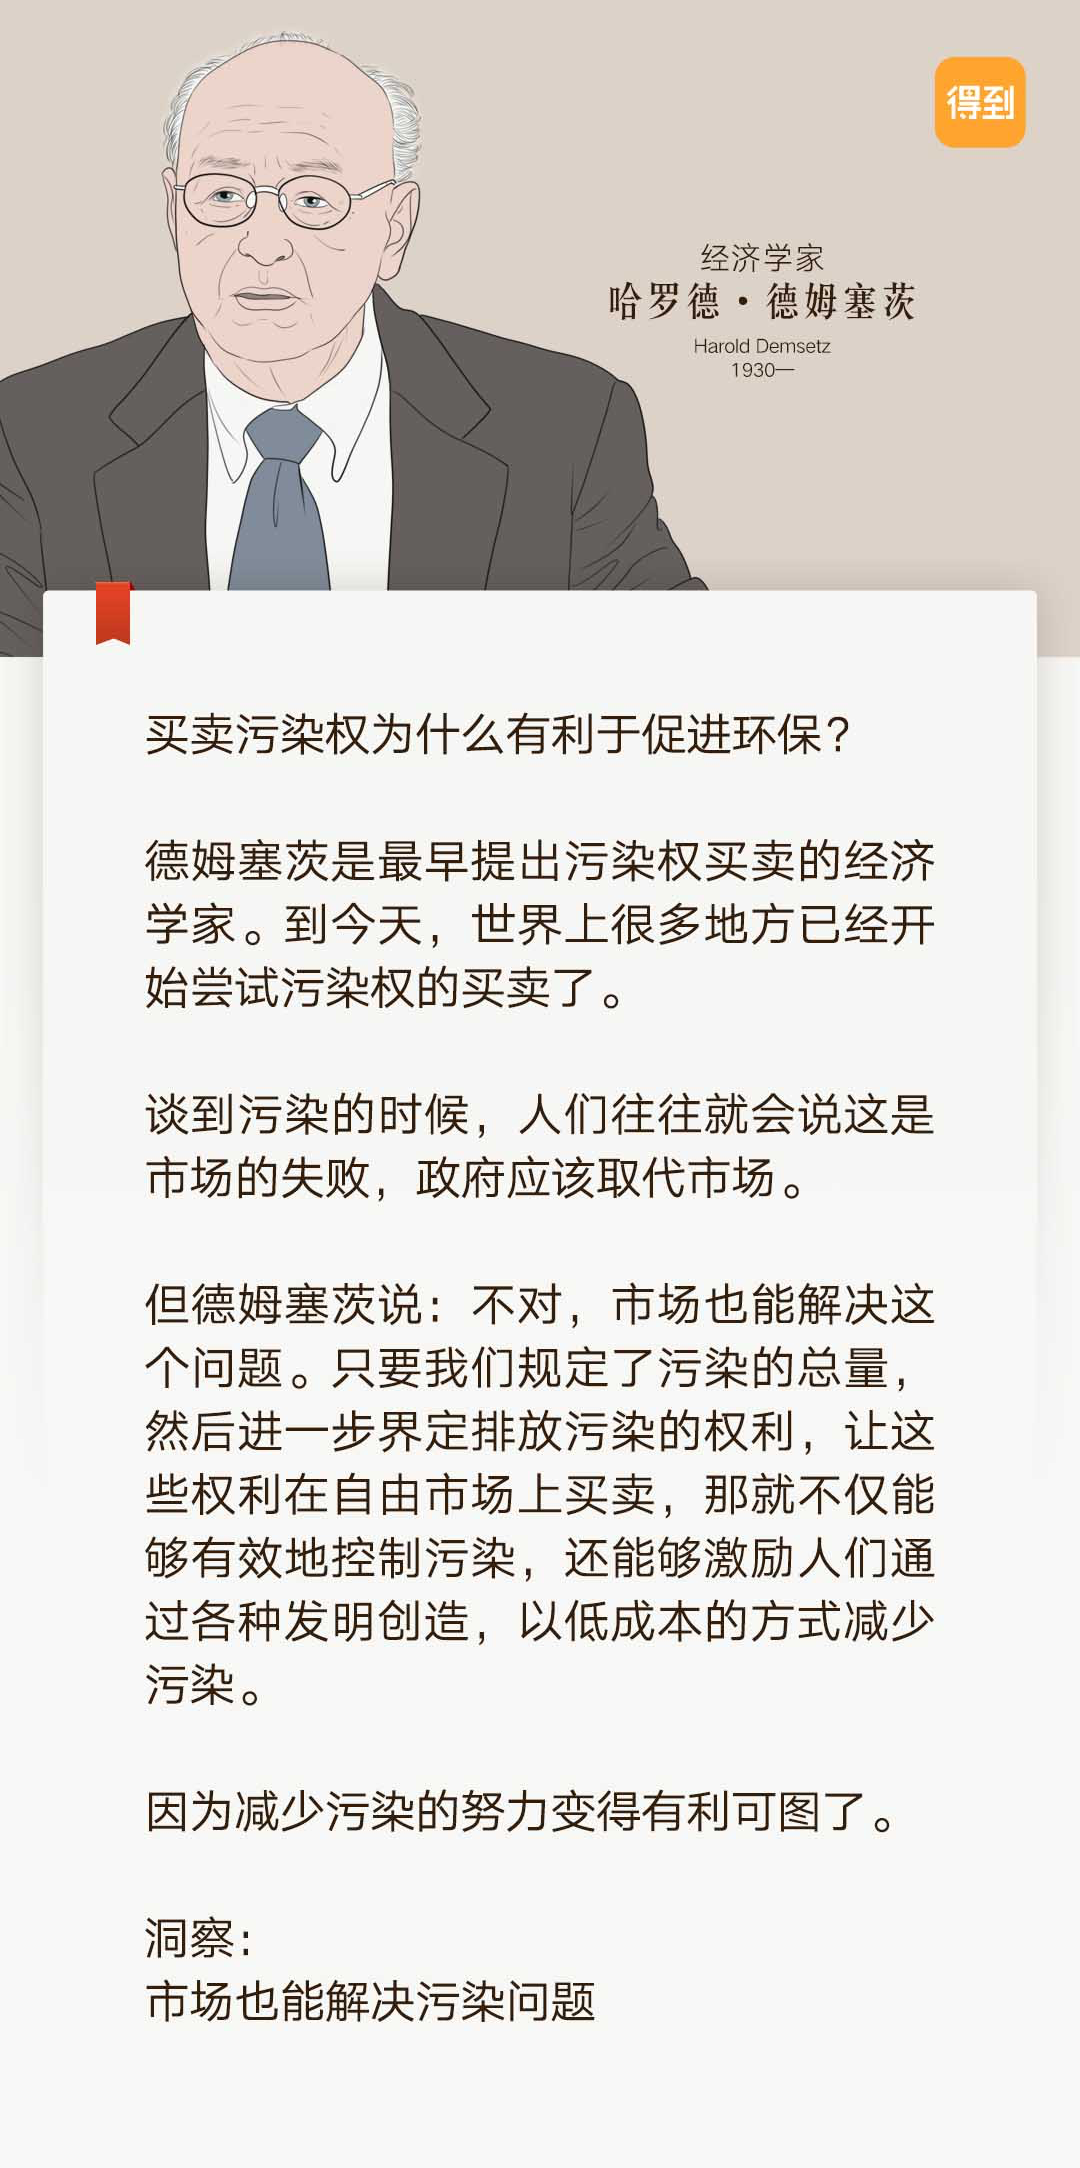 得到
经济学家
哈罗德·德姆塞茨
Harold Demsetz
1930—
买卖污染权为什么有利于促进环保？
德姆塞茨是最早提出污染权买卖的经济
学家。到今天，世界上很多地方已经开
始尝试污染权的买卖了。
谈到污染的时候，人们往往就会说这是
市场的失败，政府应该取代市场。
但德姆塞茨说：不对，市场也能解决这
个问题。只要我们规定了污染的总量，
然后进一步界定排放污染的权利，让这
些权利在自由市场上买卖，那就不仅能
够有效地控制污染，还能够激励人们通
过各种发明创造，以低成本的方式减少
污染。
因为减少污染的努力变得有利可图了。
洞察：
市场也能解决污染问题